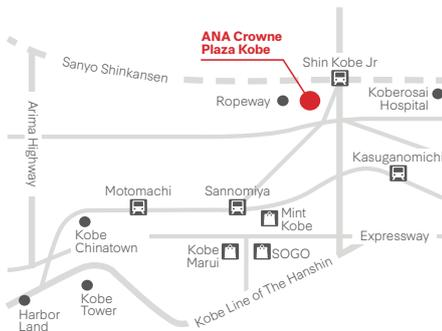 ANA Crowne
Plaza Kobe
Shin Kobe Jr
Sanyo Shinkansen
Ropeway
Koberosai
Hospital
Arima Highway
Kasuganomichi
Motomachi
Sannomiya
Mint
Kobe
Kobe
Chinatown
Expressway
Kobe
Marui
SOGO
Kobe Line of The Hanshin
Harbor
Land
Kobe
Tower